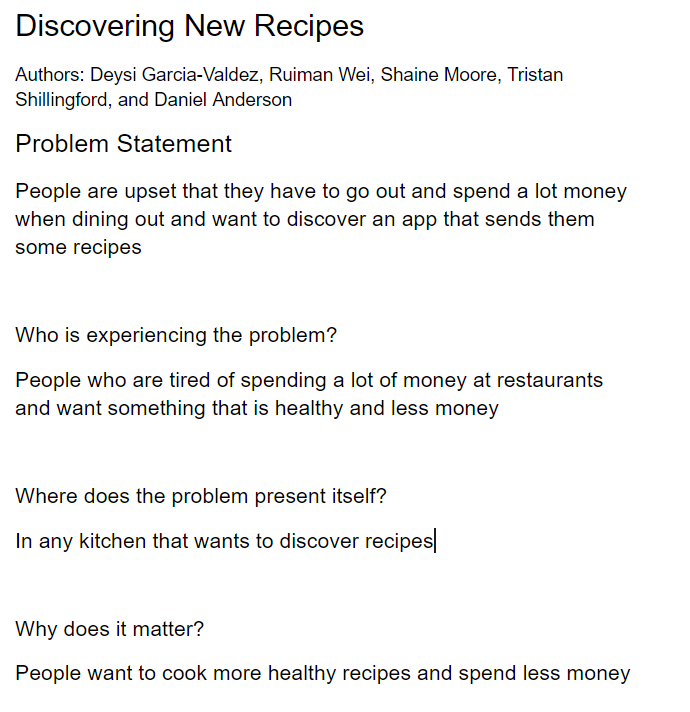 Discovering New Recipes
Authors: Deysi Garcia-Valdez, Ruiman Wei, Shaine Moore, Tristan
Shillingford, and Daniel Anderson
Problem Statement
People are upset that they have to go out and spend a lot money
when dining out and want to discover an app that sends them
some recipes
Who is experiencing the problem?
People who are tired of spending a lot of money at restaurants
and want something that is healthy and less money
Where does the problem present itself?
In any kitchen that wants to discover recipes
Why does it matter?
People want to cook more healthy recipes and spend less money